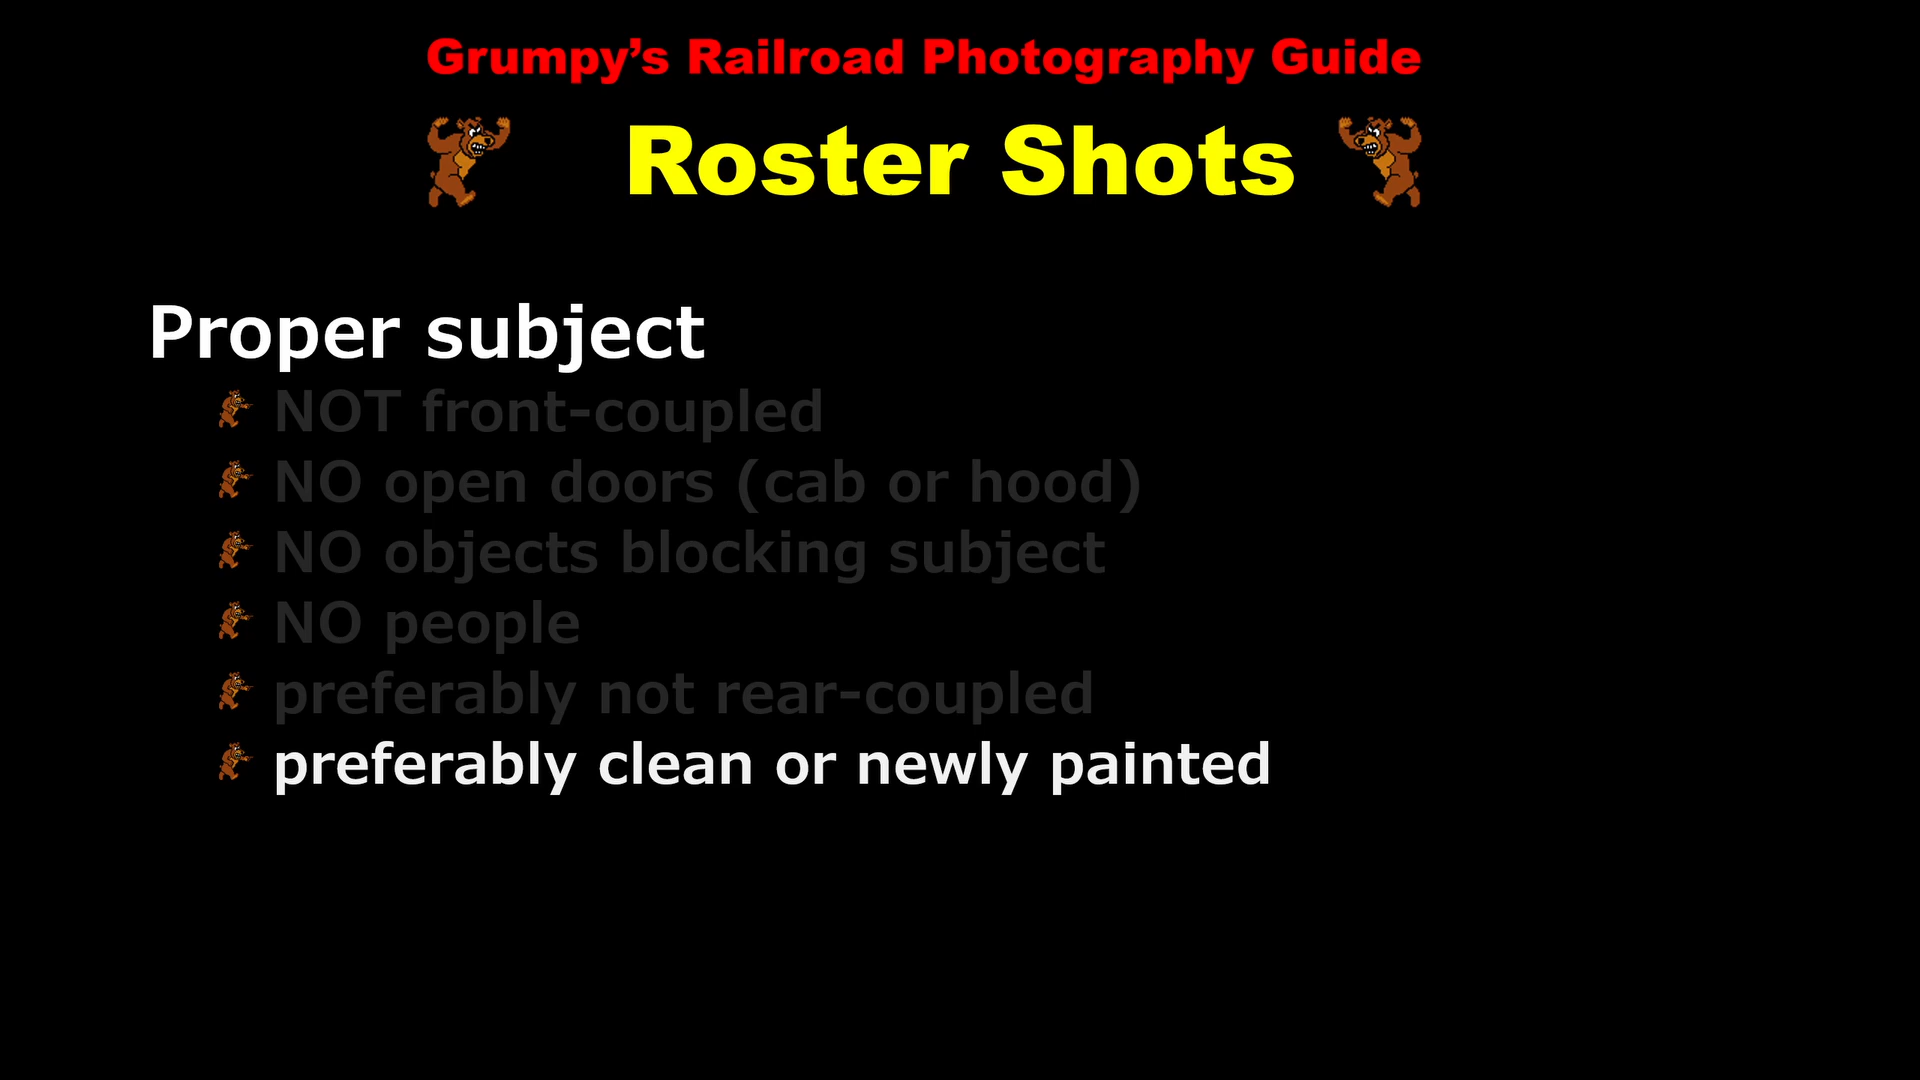 Grumpy’s Railroad Photography Guide
Roster Shots
Proper subject
NOT front-coupled
NO open doors (cab or hood)
NO objects blocking subject
NO people
preferably not rear-coupled
preferably clean or newly painted